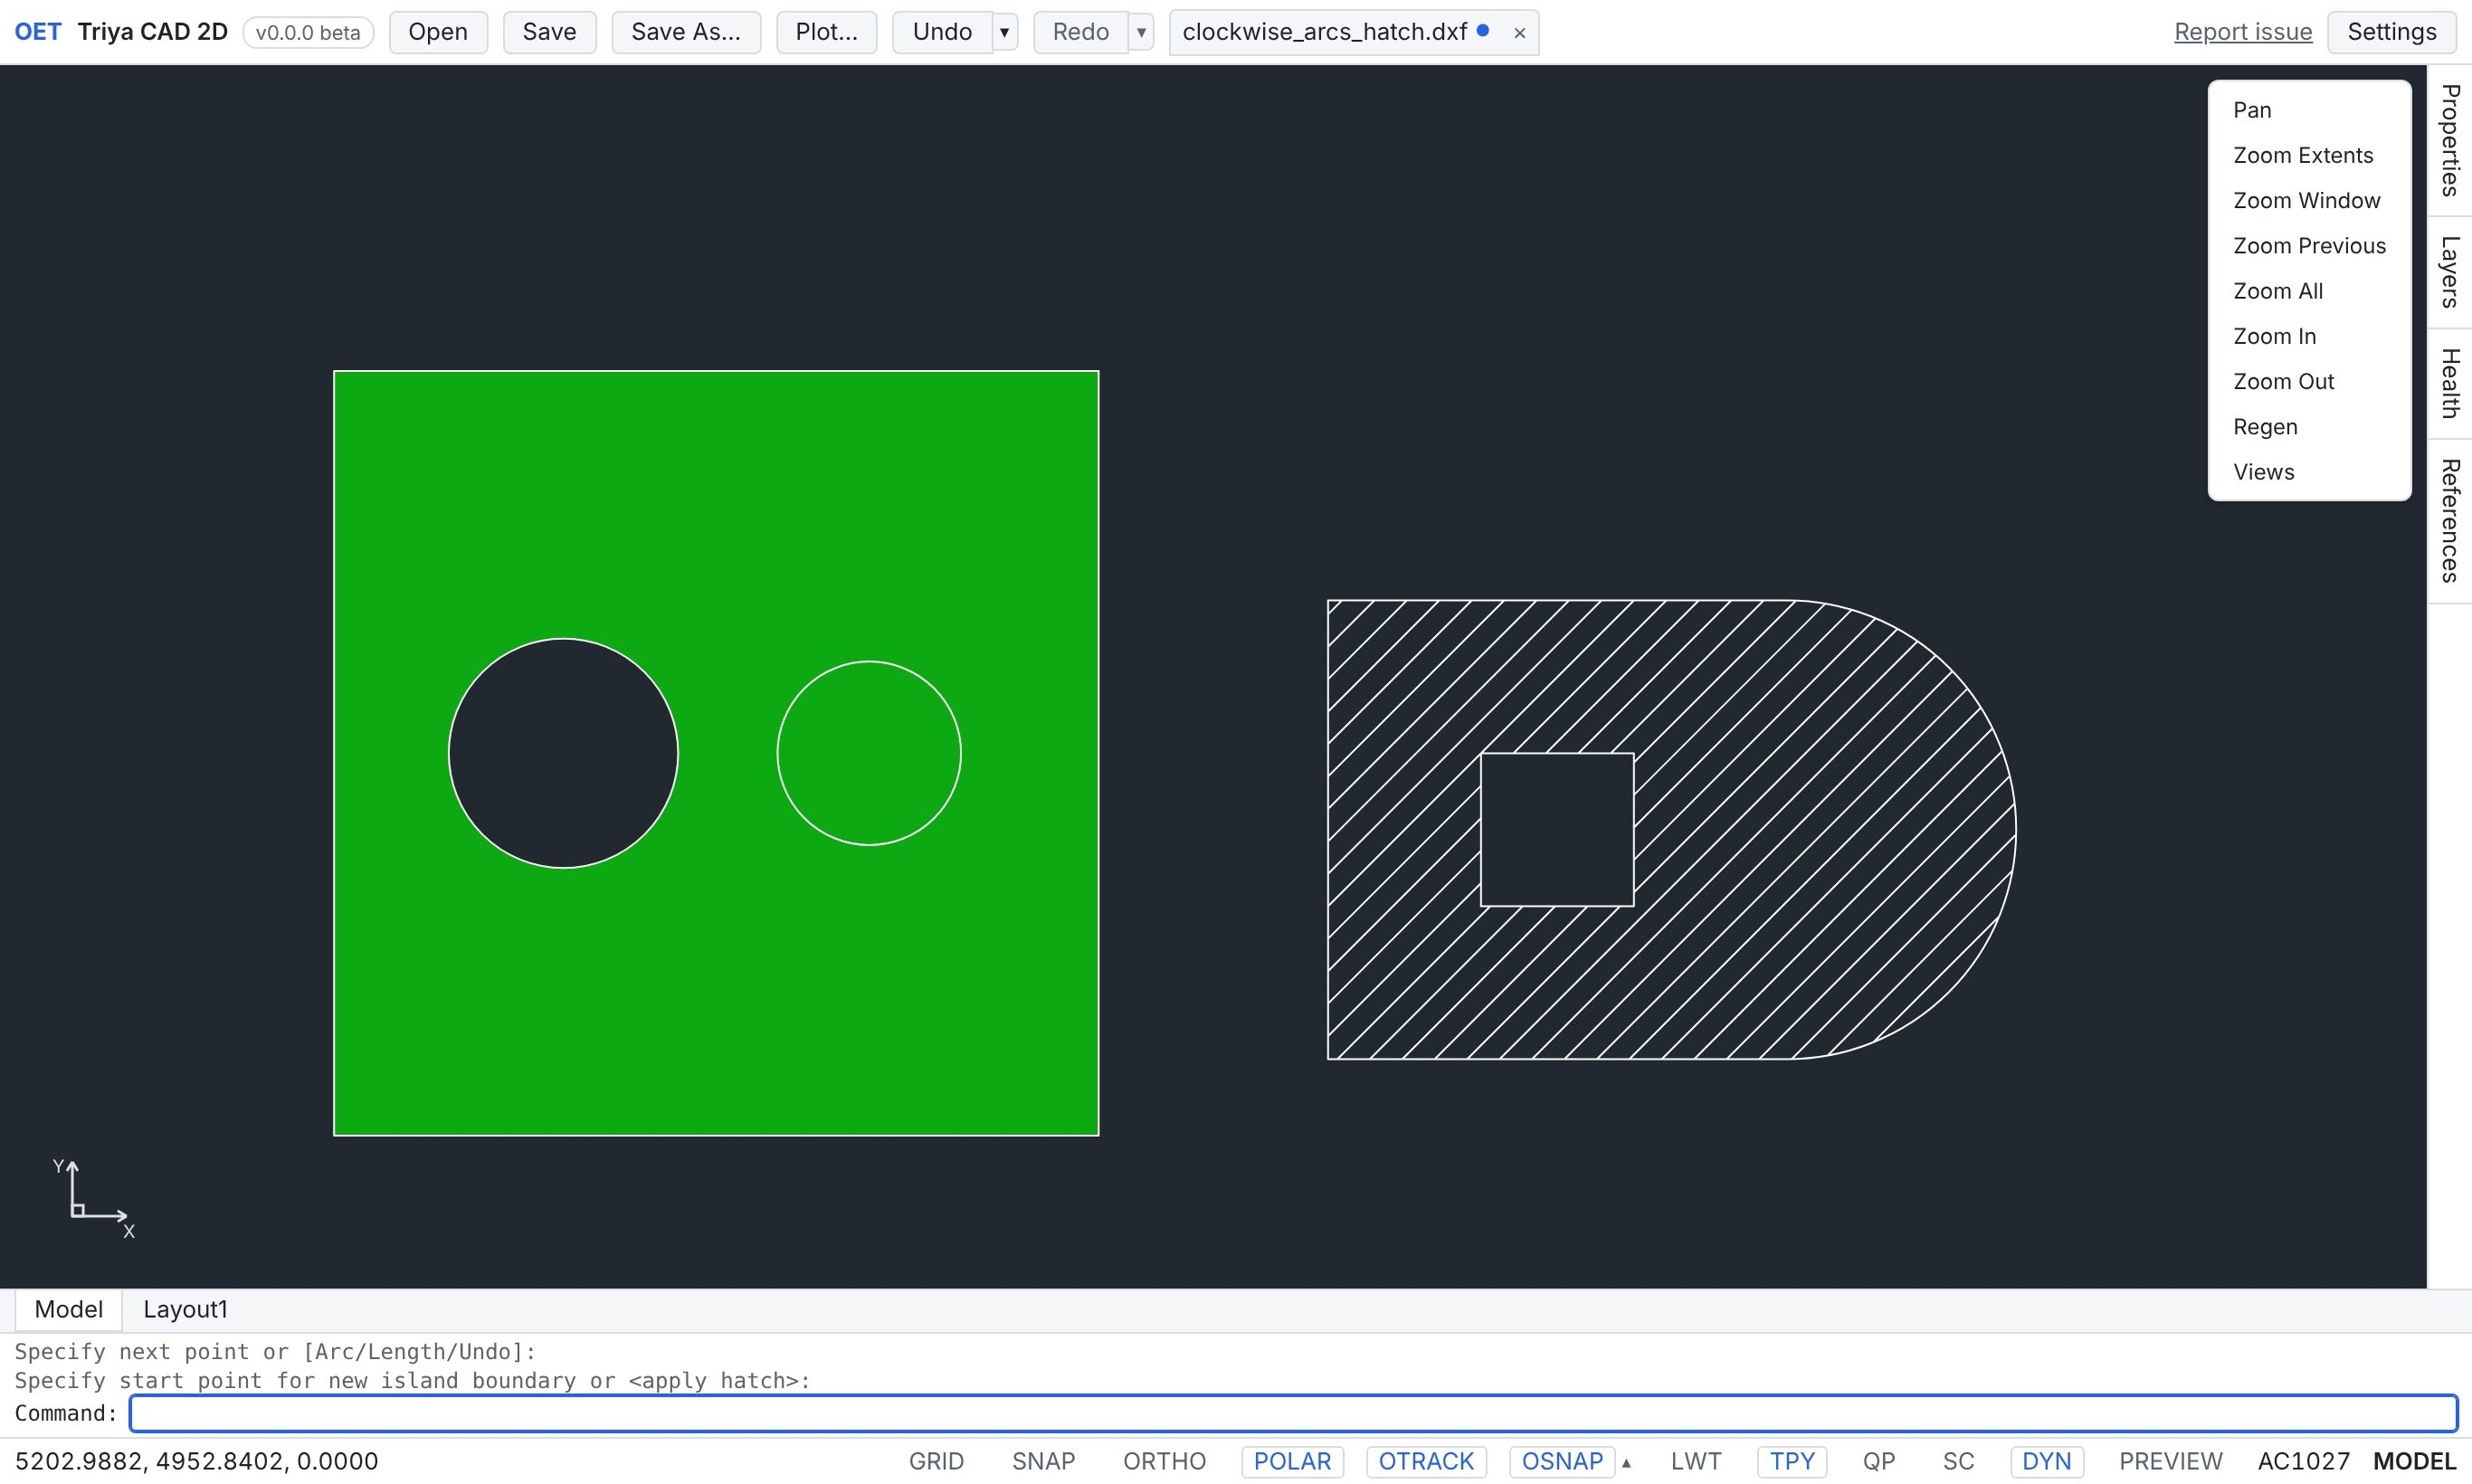 OET Triya CAD 2D v0.0.0 beta Open Save Save As... Plot... Undo ▾ Redo ▾ clockwise_arcs_hatch.dxf × Report issue Settings
Pan
Zoom Extents
Zoom Window
Zoom Previous
Zoom All
Zoom In
Zoom Out
Regen
Views
Properties
Layers
Health
References
Y
X
Model Layout1
Specify next point or [Arc/Length/Undo]:
Specify start point for new island boundary or <apply hatch>:
Command:
5202.9882, 4952.8402, 0.0000 GRID SNAP ORTHO POLAR OTRACK OSNAP ▴ LWT TPY QP SC DYN PREVIEW AC1027 MODEL